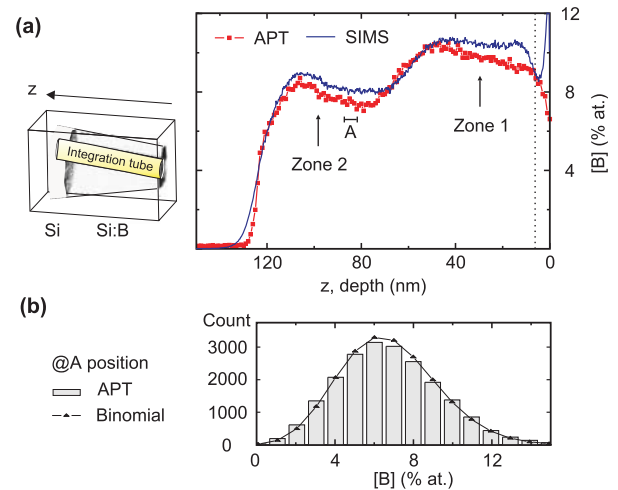 (a)
APT SIMS
12
8
4
[B] (% at.)
A
Zone 2
Zone 1
z
Integration tube
Si Si:B
120 80 40 0
z, depth (nm)
(b)
Count
3000
2000
1000
0
@A position
APT
Binomial
0 4 8 12
[B] (% at.)